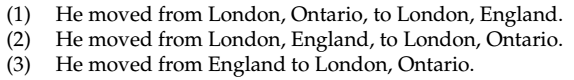 (1) He moved from London, Ontario, to London, England.
(2) He moved from London, England, to London, Ontario.
(3) He moved from England to London, Ontario.